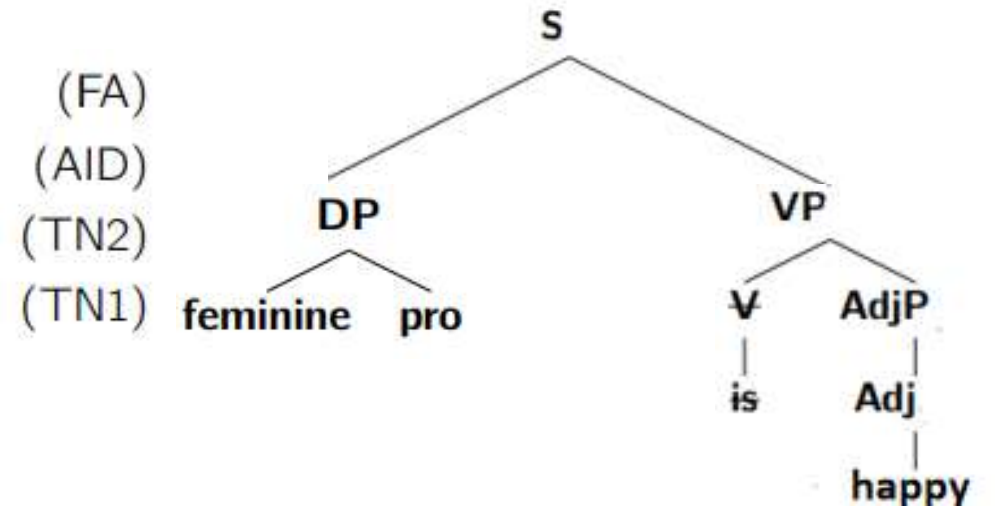 S
(FA)
(AID)
DP VP
(TN2)
(TN1) feminine pro V AdjP
is Adj
happy